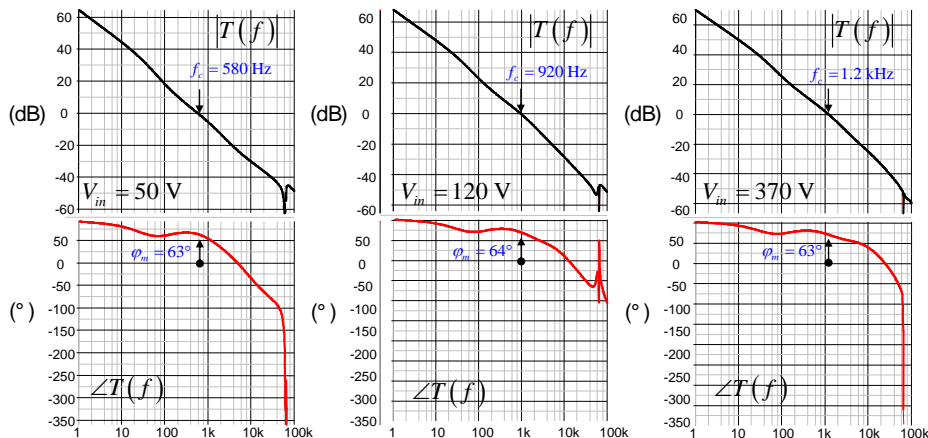 60
40
20
0
-20
-40
-60
(dB)
|T(f)|
f_c = 580 Hz
V_in = 50 V
50
0
-50
-100
-150
-200
-250
-300
-350
(°)
φ_m = 63°
∠T(f)
1 10 100 1k 10k 100k
60
40
20
0
-20
-40
-60
(dB)
|T(f)|
f_c = 920 Hz
V_in = 120 V
50
0
-50
-100
-150
-200
-250
-300
-350
(°)
φ_m = 64°
∠T(f)
1 10 100 1k 10k 100k
60
40
20
0
-20
-40
-60
(dB)
|T(f)|
f_c = 1.2 kHz
V_in = 370 V
50
0
-50
-100
-150
-200
-250
-300
-350
(°)
φ_m = 63°
∠T(f)
1 10 100 1k 10k 100k